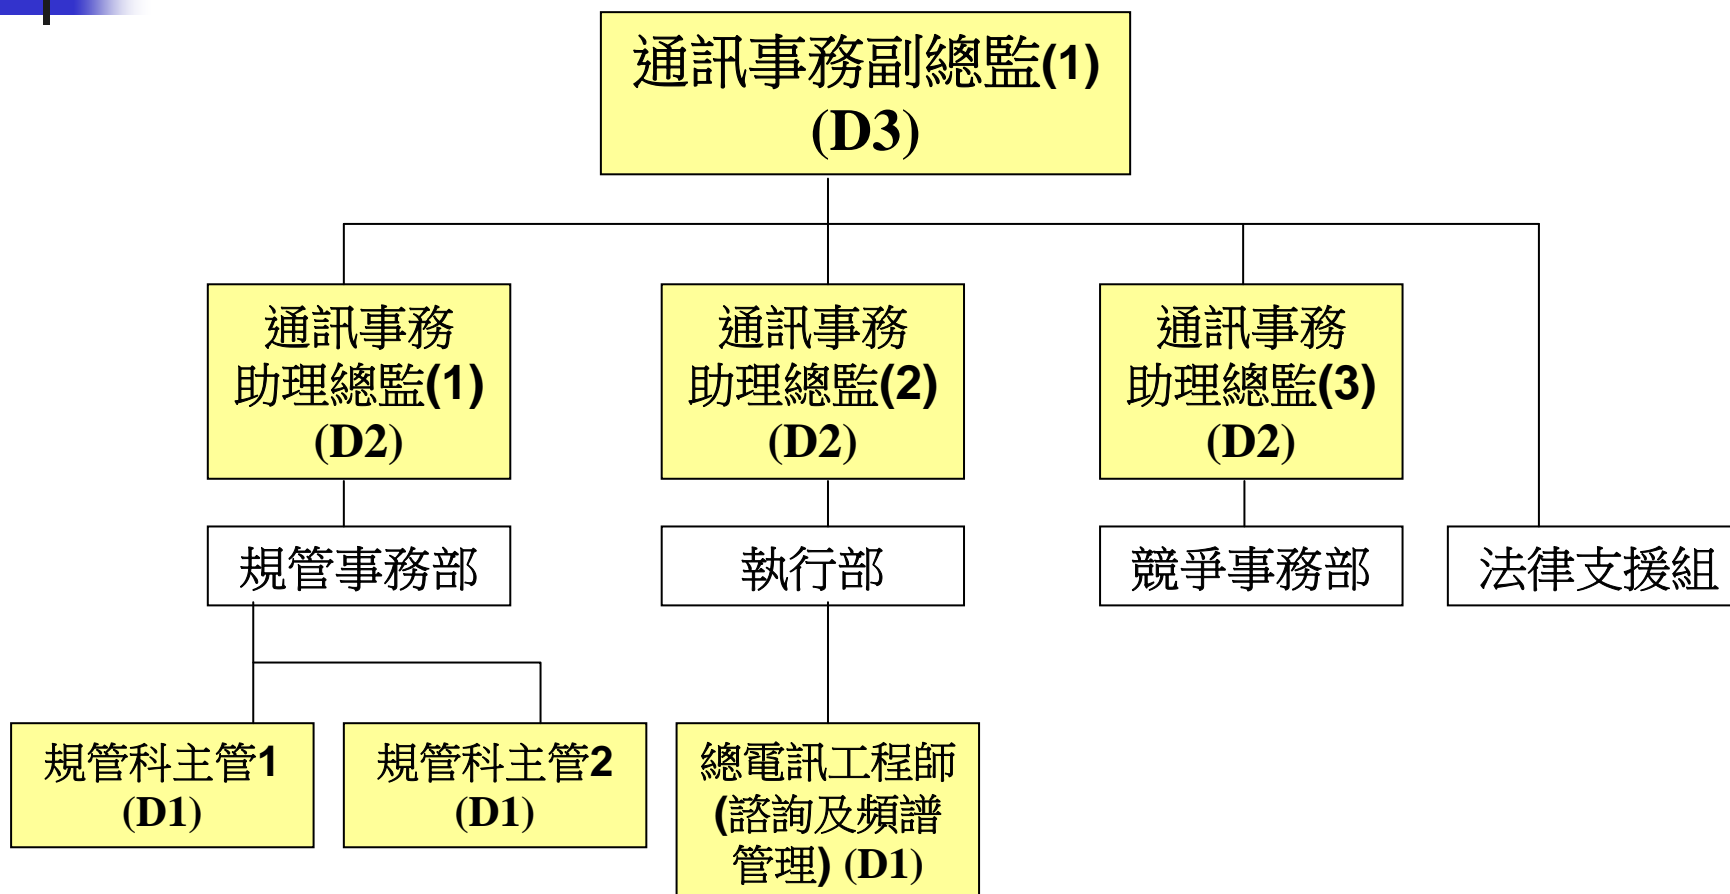 通訊事務副總監(1)
(D3)
通訊事務
助理總監(1)
(D2)
通訊事務
助理總監(2)
(D2)
通訊事務
助理總監(3)
(D2)
規管事務部
執行部
競爭事務部
法律支援組
規管科主管1
(D1)
規管科主管2
(D1)
總電訊工程師
(諮詢及頻譜
管理) (D1)